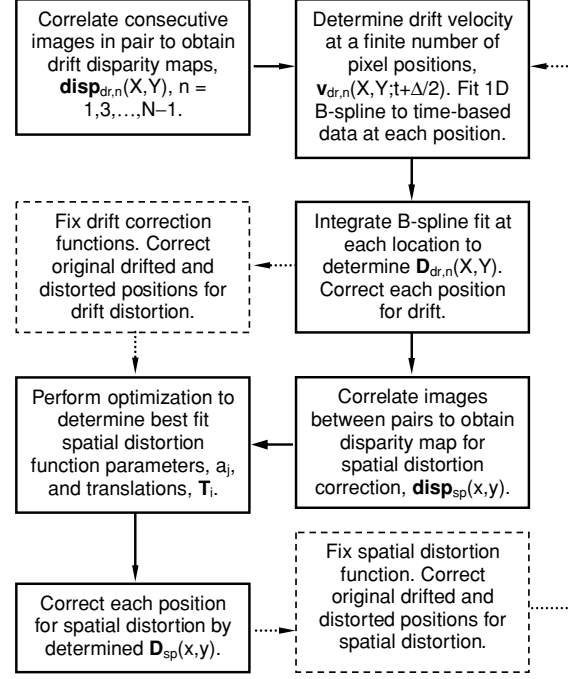 Correlate consecutive
images in pair to obtain
drift disparity maps,
disp_dr,n(X,Y), n =
1,3,…,N−1.
Determine drift velocity
at a finite number of
pixel positions,
v_dr,n(X,Y;t+Δ/2). Fit 1D
B-spline to time-based
data at each position.
Fix drift correction
functions. Correct
original drifted and
distorted positions for
drift distortion.
Integrate B-spline fit at
each location to
determine D_dr,n(X,Y).
Correct each position
for drift.
Perform optimization to
determine best fit
spatial distortion
function parameters, a_j,
and translations, T_i.
Correlate images
between pairs to obtain
disparity map for
spatial distortion
correction, disp_sp(x,y).
Correct each position
for spatial distortion by
determined D_sp(x,y).
Fix spatial distortion
function. Correct
original drifted and
distorted positions for
spatial distortion.